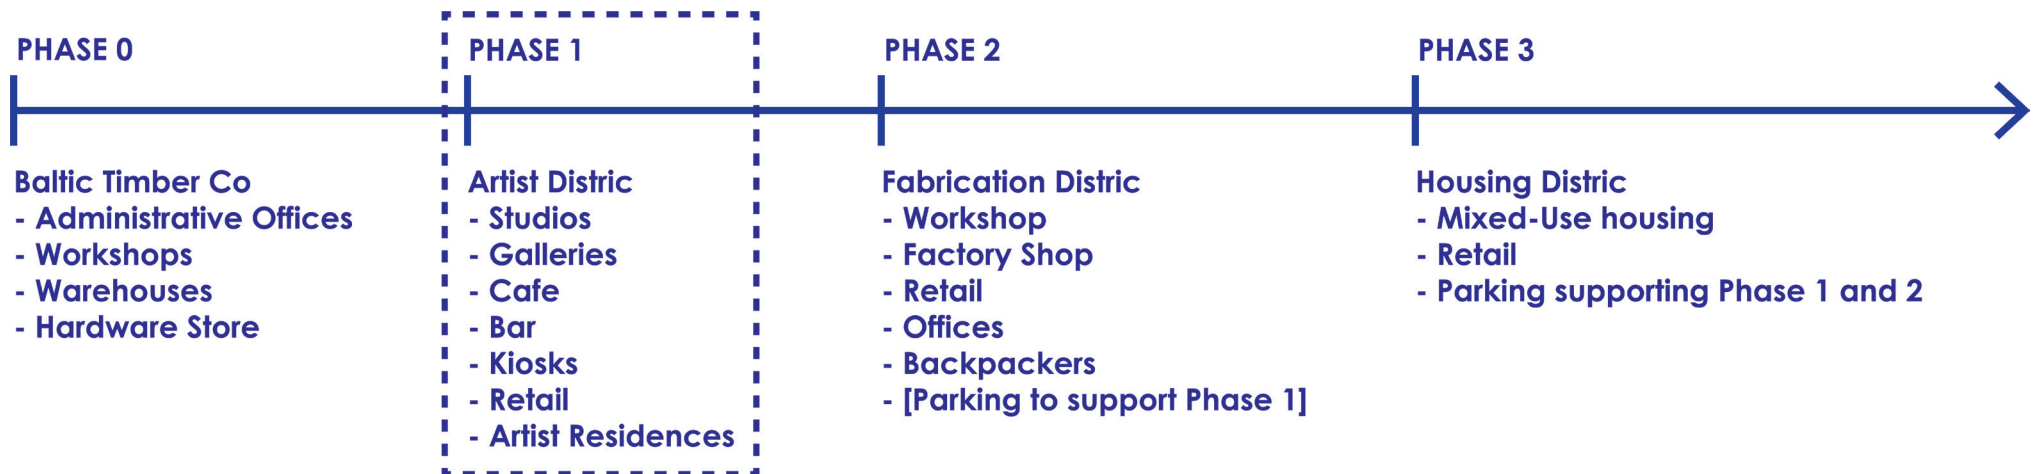 PHASE 0
Baltic Timber Co
- Administrative Offices
- Workshops
- Warehouses
- Hardware Store
PHASE 1
Artist Distric
- Studios
- Galleries
- Cafe
- Bar
- Kiosks
- Retail
- Artist Residences
PHASE 2
Fabrication Distric
- Workshop
- Factory Shop
- Retail
- Offices
- Backpackers
- [Parking to support Phase 1]
PHASE 3
Housing Distric
- Mixed-Use housing
- Retail
- Parking supporting Phase 1 and 2